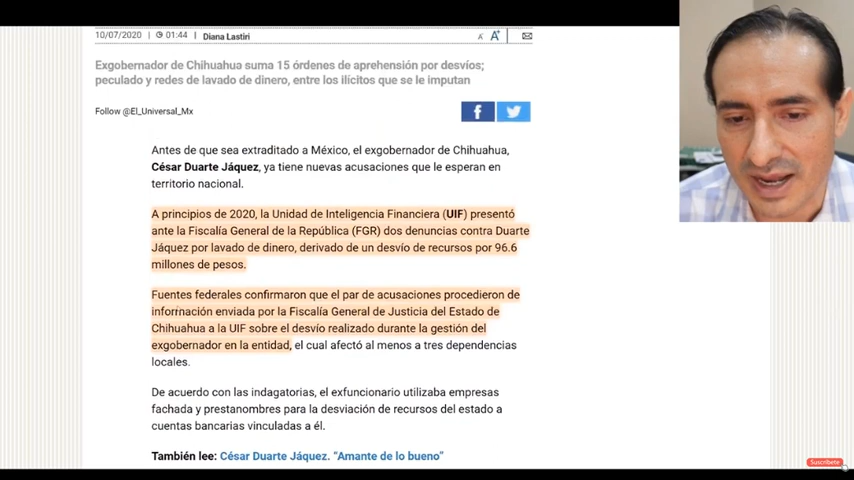 10/07/2020 | 01:44 | Diana Lastiri
A A+
Exgobernador de Chihuahua suma 15 órdenes de aprehensión por desvíos;
peculado y redes de lavado de dinero, entre los ilícitos que se le imputan
Follow @El_Universal_Mx
Antes de que sea extraditado a México, el exgobernador de Chihuahua,
César Duarte Jáquez, ya tiene nuevas acusaciones que le esperan en
territorio nacional.
A principios de 2020, la Unidad de Inteligencia Financiera (UIF) presentó
ante la Fiscalía General de la República (FGR) dos denuncias contra Duarte
Jáquez por lavado de dinero, derivado de un desvío de recursos por 96.6
millones de pesos.
Fuentes federales confirmaron que el par de acusaciones procedieron de
información enviada por la Fiscalía General de Justicia del Estado de
Chihuahua a la UIF sobre el desvío realizado durante la gestión del
exgobernador en la entidad, el cual afectó al menos a tres dependencias
locales.
De acuerdo con las indagatorias, el exfuncionario utilizaba empresas
fachada y prestanombres para la desviación de recursos del estado a
cuentas bancarias vinculadas a él.
También lee: César Duarte Jáquez. “Amante de lo bueno”
Suscríbete